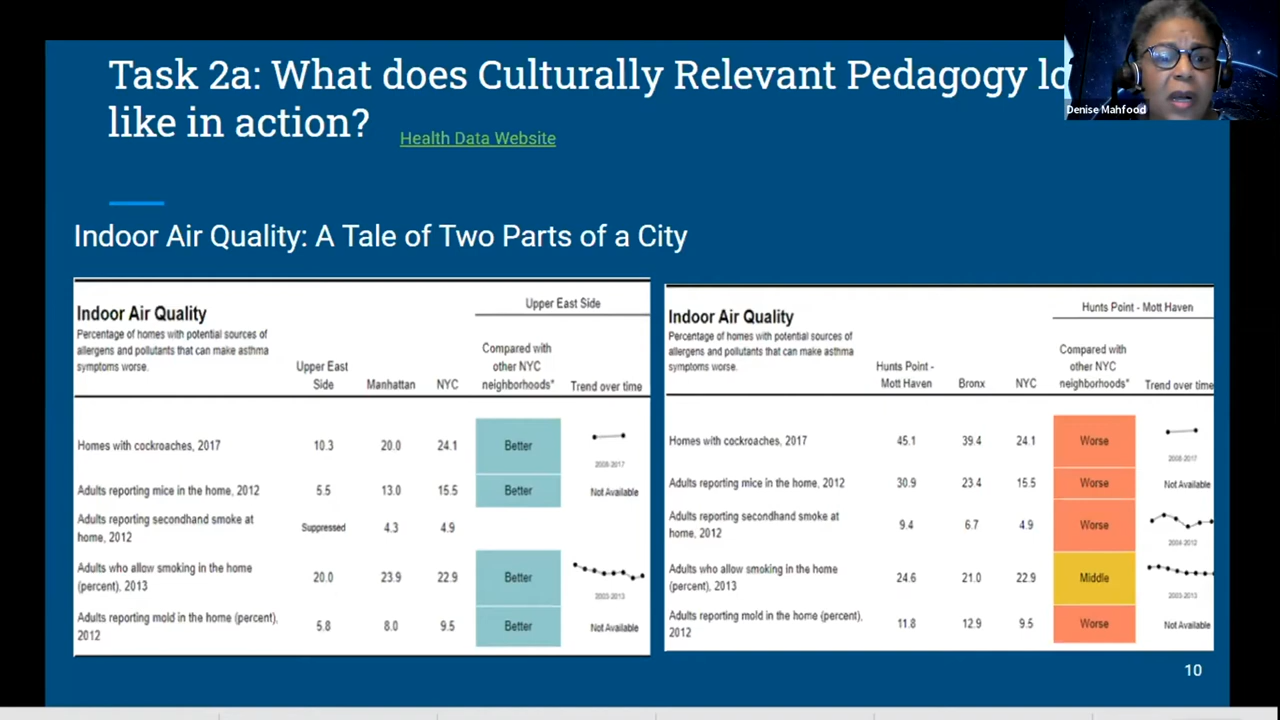 Task 2a: What does Culturally Relevant Pedagogy lo
like in action?
Health Data Website
Denise Mahfood
Indoor Air Quality: A Tale of Two Parts of a City
Indoor Air Quality
Percentage of homes with potential sources of
allergens and pollutants that can make asthma
symptoms worse.
Upper East Side
Upper East
Side
Manhattan
NYC
Compared with
other NYC
neighborhoods*
Trend over time
Homes with cockroaches, 2017 10.3 20.0 24.1 Better
2008-2017
Adults reporting mice in the home, 2012 5.5 13.0 15.5 Better Not Available
Adults reporting secondhand smoke at
home, 2012
Suppressed 4.3 4.9
Adults who allow smoking in the home
(percent), 2013
20.0 23.9 22.9 Better
2003-2013
Adults reporting mold in the home (percent),
2012
5.8 8.0 9.5 Better Not Available
Indoor Air Quality
Percentage of homes with potential sources of
allergens and pollutants that can make asthma
symptoms worse.
Hunts Point - Mott Haven
Hunts Point -
Mott Haven
Bronx
NYC
Compared with
other NYC
neighborhoods*
Trend over time
Homes with cockroaches, 2017 45.1 39.4 24.1 Worse
2008-2017
Adults reporting mice in the home, 2012 30.9 23.4 15.5 Worse Not Available
Adults reporting secondhand smoke at
home, 2012
9.4 6.7 4.9 Worse
2004-2012
Adults who allow smoking in the home
(percent), 2013
24.6 21.0 22.9 Middle
2003-2013
Adults reporting mold in the home (percent),
2012
11.8 12.9 9.5 Worse Not Available
10